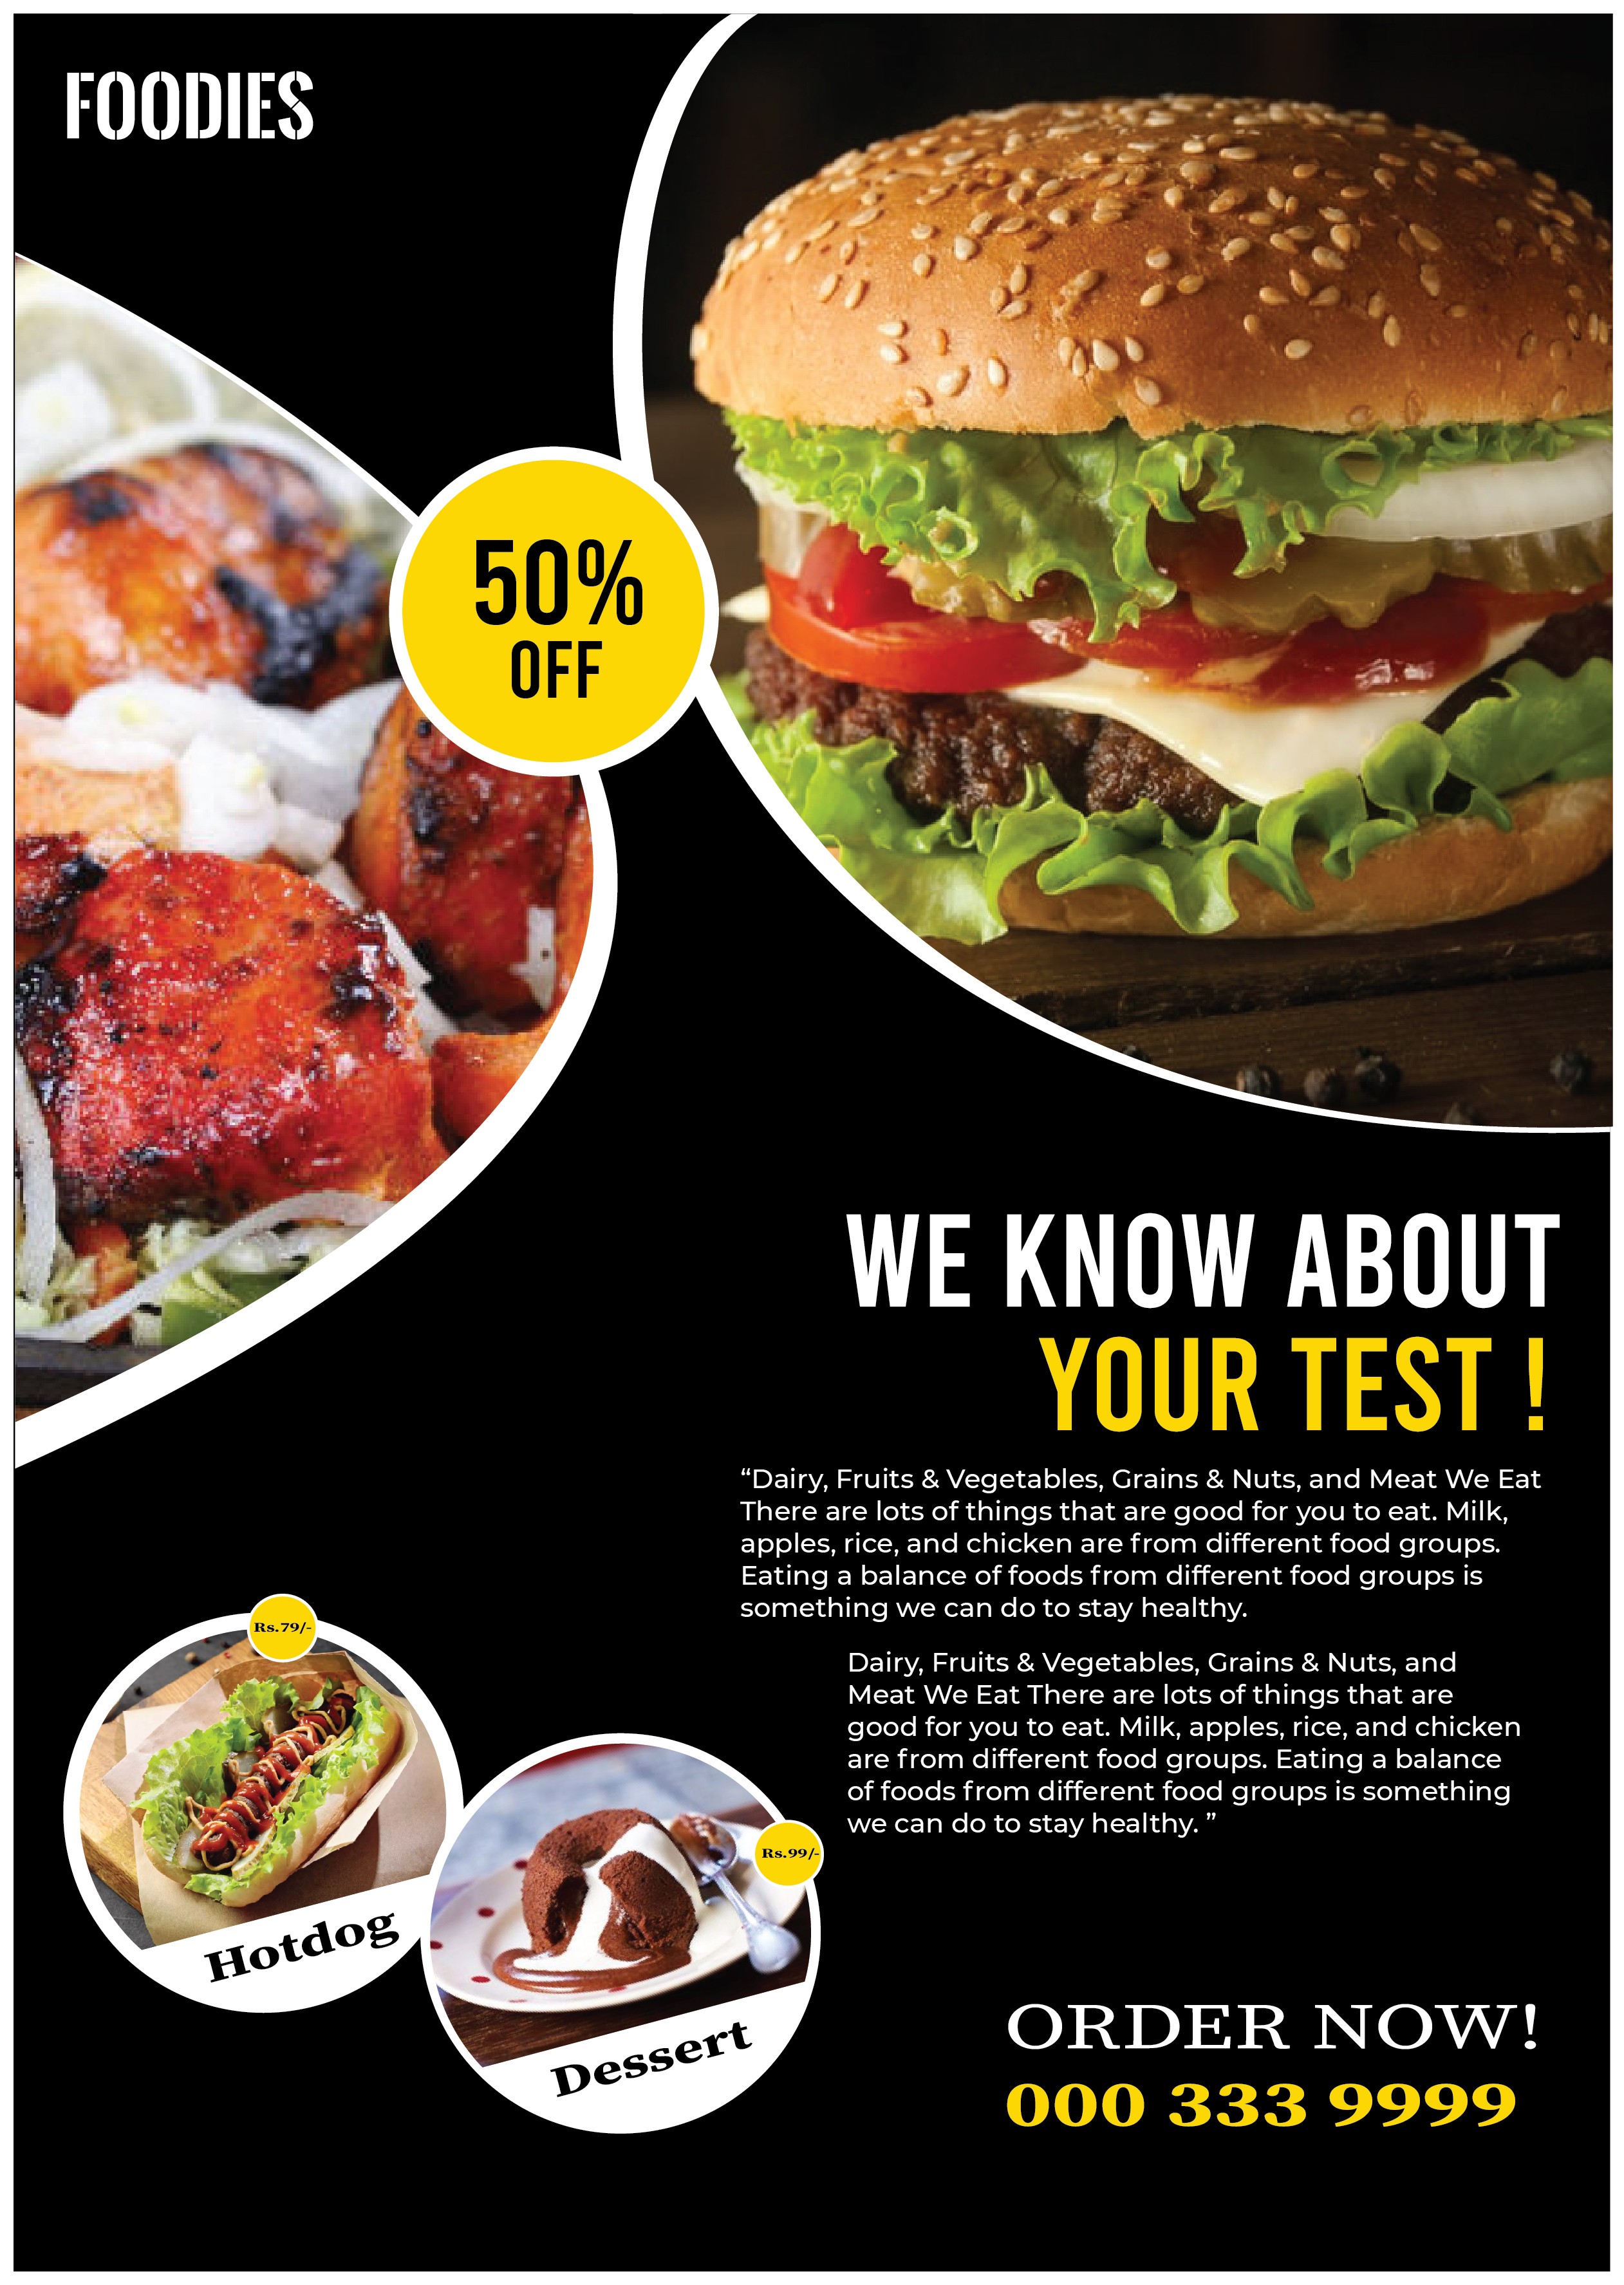 FOODIES
50%
OFF
WE KNOW ABOUT
YOUR TEST !
“Dairy, Fruits & Vegetables, Grains & Nuts, and Meat We Eat
There are lots of things that are good for you to eat. Milk,
apples, rice, and chicken are from different food groups.
Eating a balance of foods from different food groups is
something we can do to stay healthy.
Dairy, Fruits & Vegetables, Grains & Nuts, and
Meat We Eat There are lots of things that are
good for you to eat. Milk, apples, rice, and chicken
are from different food groups. Eating a balance
of foods from different food groups is something
we can do to stay healthy. ”
Rs.79/-
Hotdog
Rs.99/-
Dessert
ORDER NOW!
000 333 9999